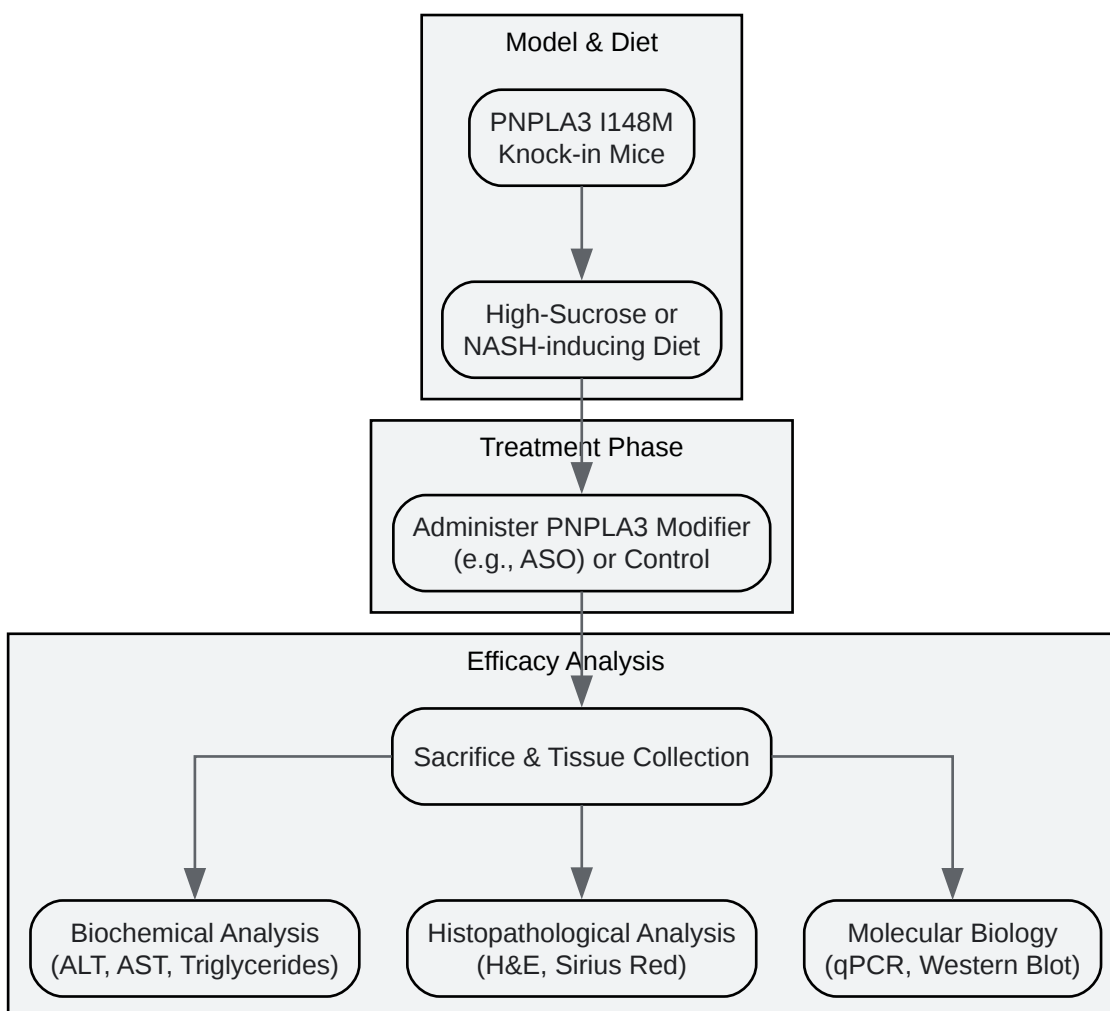 Model & Diet
PNPLA3 I148M
Knock-in Mice
High-Sucrose or
NASH-inducing Diet
Treatment Phase
Administer PNPLA3 Modifier
(e.g., ASO) or Control
Efficacy Analysis
Sacrifice & Tissue Collection
Biochemical Analysis
(ALT, AST, Triglycerides)
Histopathological Analysis
(H&E, Sirius Red)
Molecular Biology
(qPCR, Western Blot)